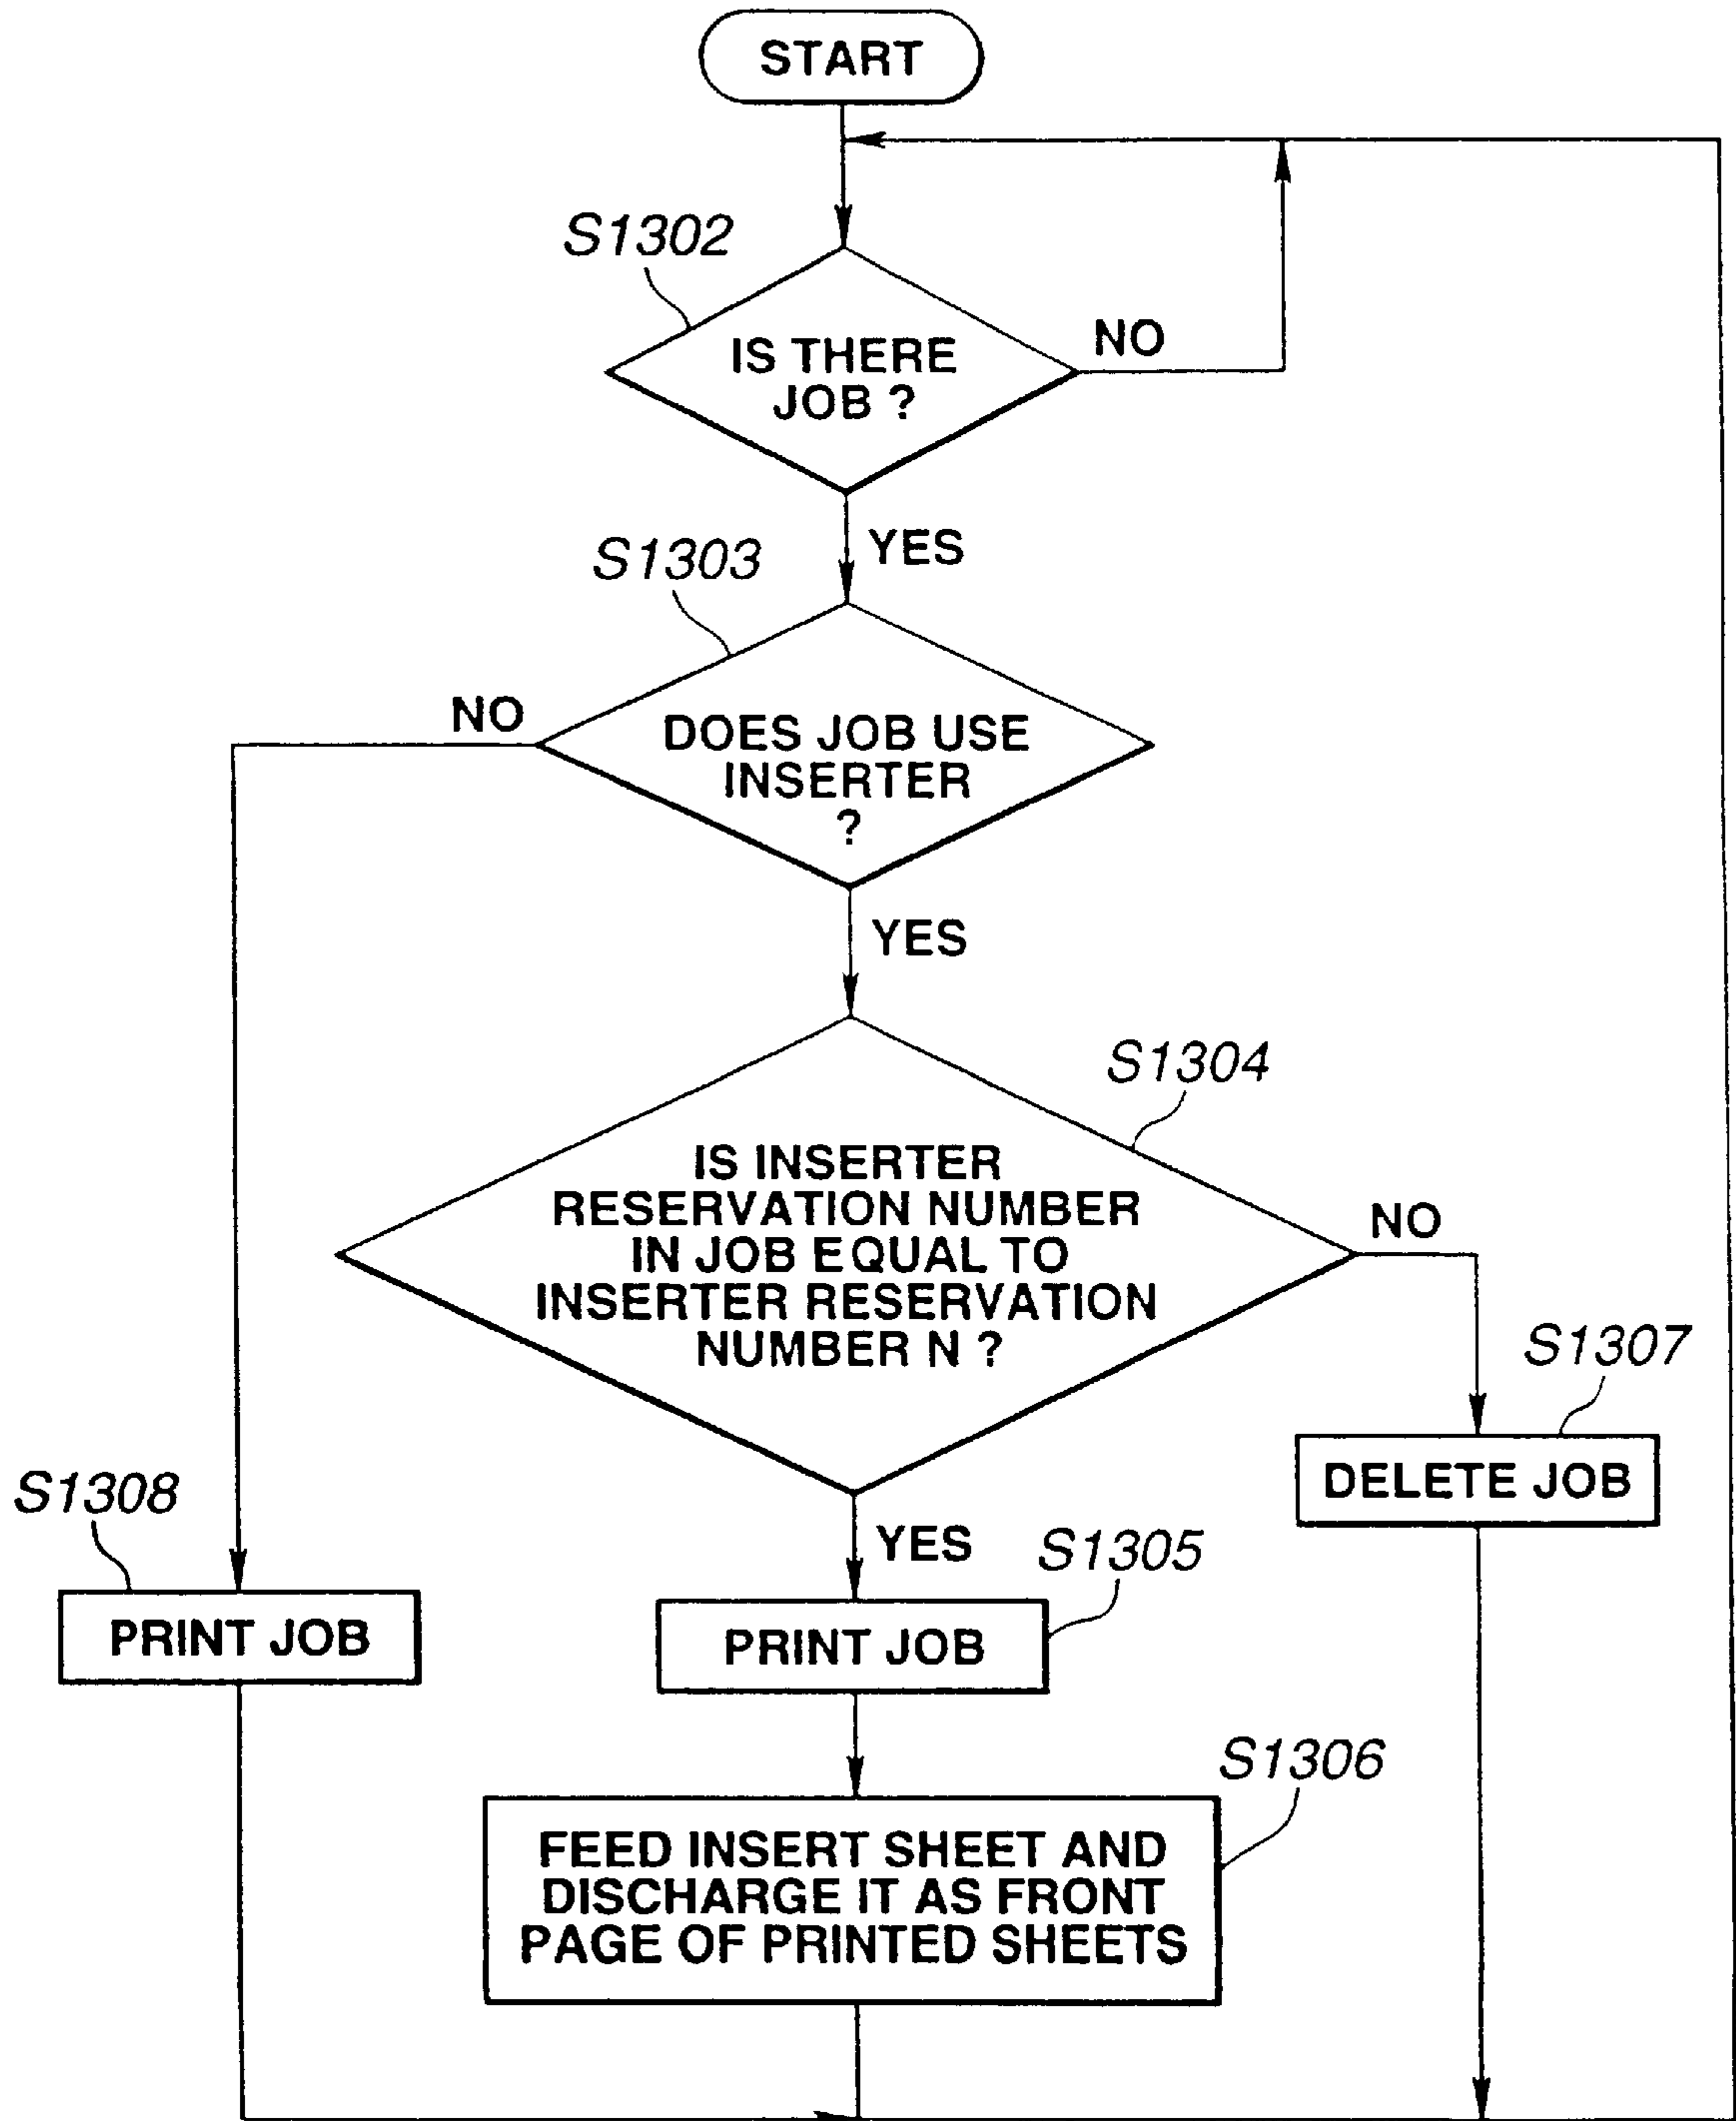 START
S1302
IS THERE
JOB ?
NO
YES
S1303
NO
DOES JOB USE
INSERTER
?
YES
S1304
IS INSERTER
RESERVATION NUMBER
IN JOB EQUAL TO
INSERTER RESERVATION
NUMBER N ?
NO
S1307
DELETE JOB
S1308
PRINT JOB
YES
S1305
PRINT JOB
S1306
FEED INSERT SHEET AND
DISCHARGE IT AS FRONT
PAGE OF PRINTED SHEETS